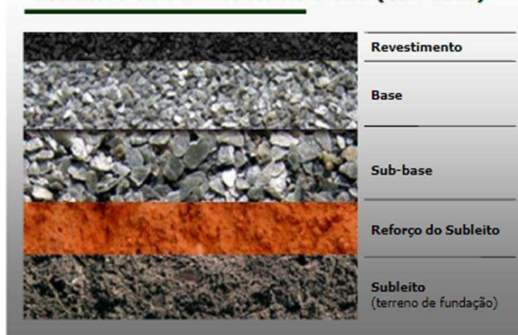 Revestimento
Base
Sub-base
Reforço do Subleito
Subleito
(terreno de fundação)